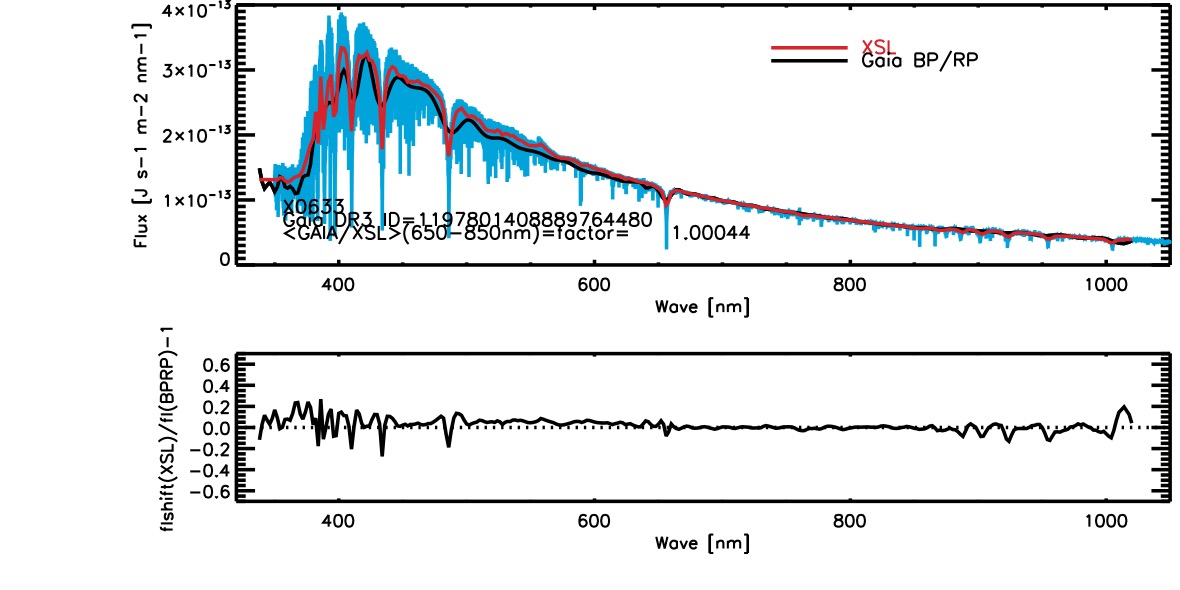 4×10−13
3×10−13
2×10−13
1×10−13
0
Flux [J s−1 m−2 nm−1]
XSL
Gaia BP/RP
X0633
Gaia DR3 ID=1197801408889764480
<GAIA/XSL>(650−850nm)=factor= 1.00044
400 600 800 1000
Wave [nm]
flshift(XSL)/fl(BPRP)−1
0.6
0.4
0.2
0.0
−0.2
−0.4
−0.6
400 600 800 1000
Wave [nm]